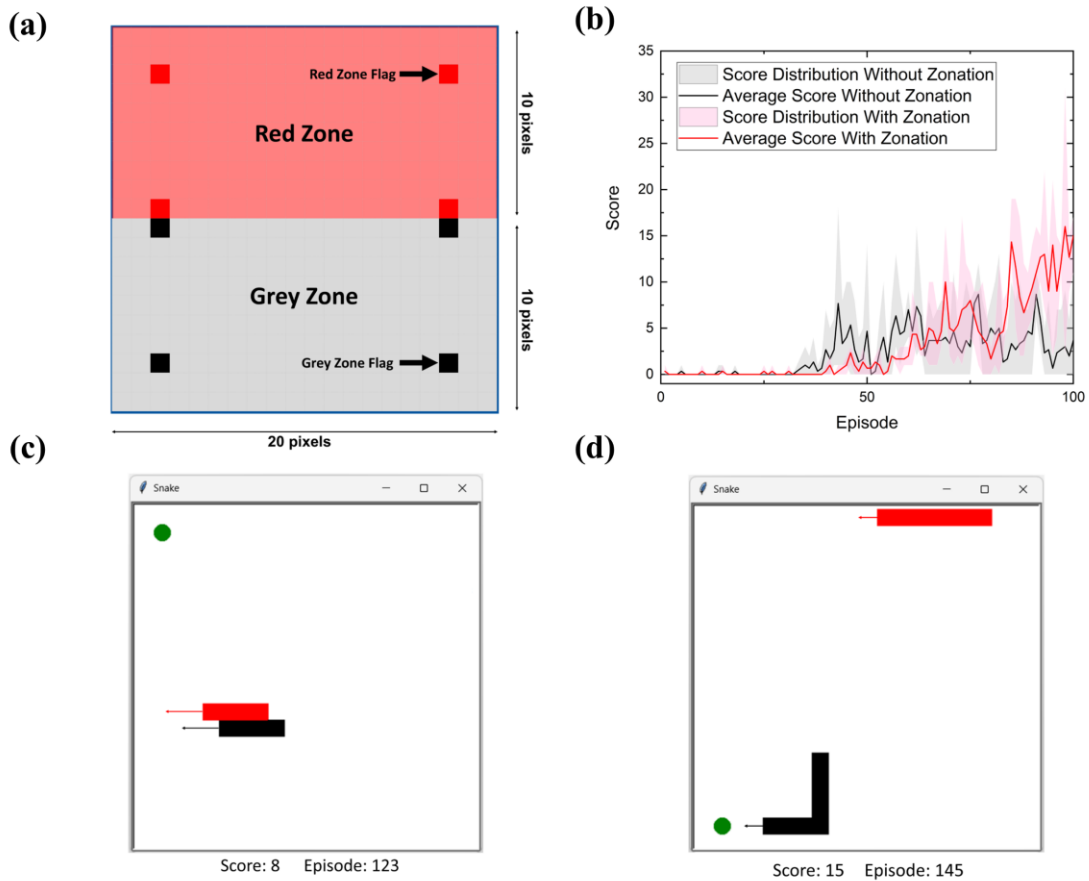 (a)
Red Zone Flag
Red Zone
10 pixels
Grey Zone
Grey Zone Flag
10 pixels
20 pixels
(b)
Score Distribution Without Zonation
Average Score Without Zonation
Score Distribution With Zonation
Average Score With Zonation
35
30
25
20
15
10
5
0
Score
0 50 100
Episode
(c)
Snake
Score: 8 Episode: 123
(d)
Snake
Score: 15 Episode: 145